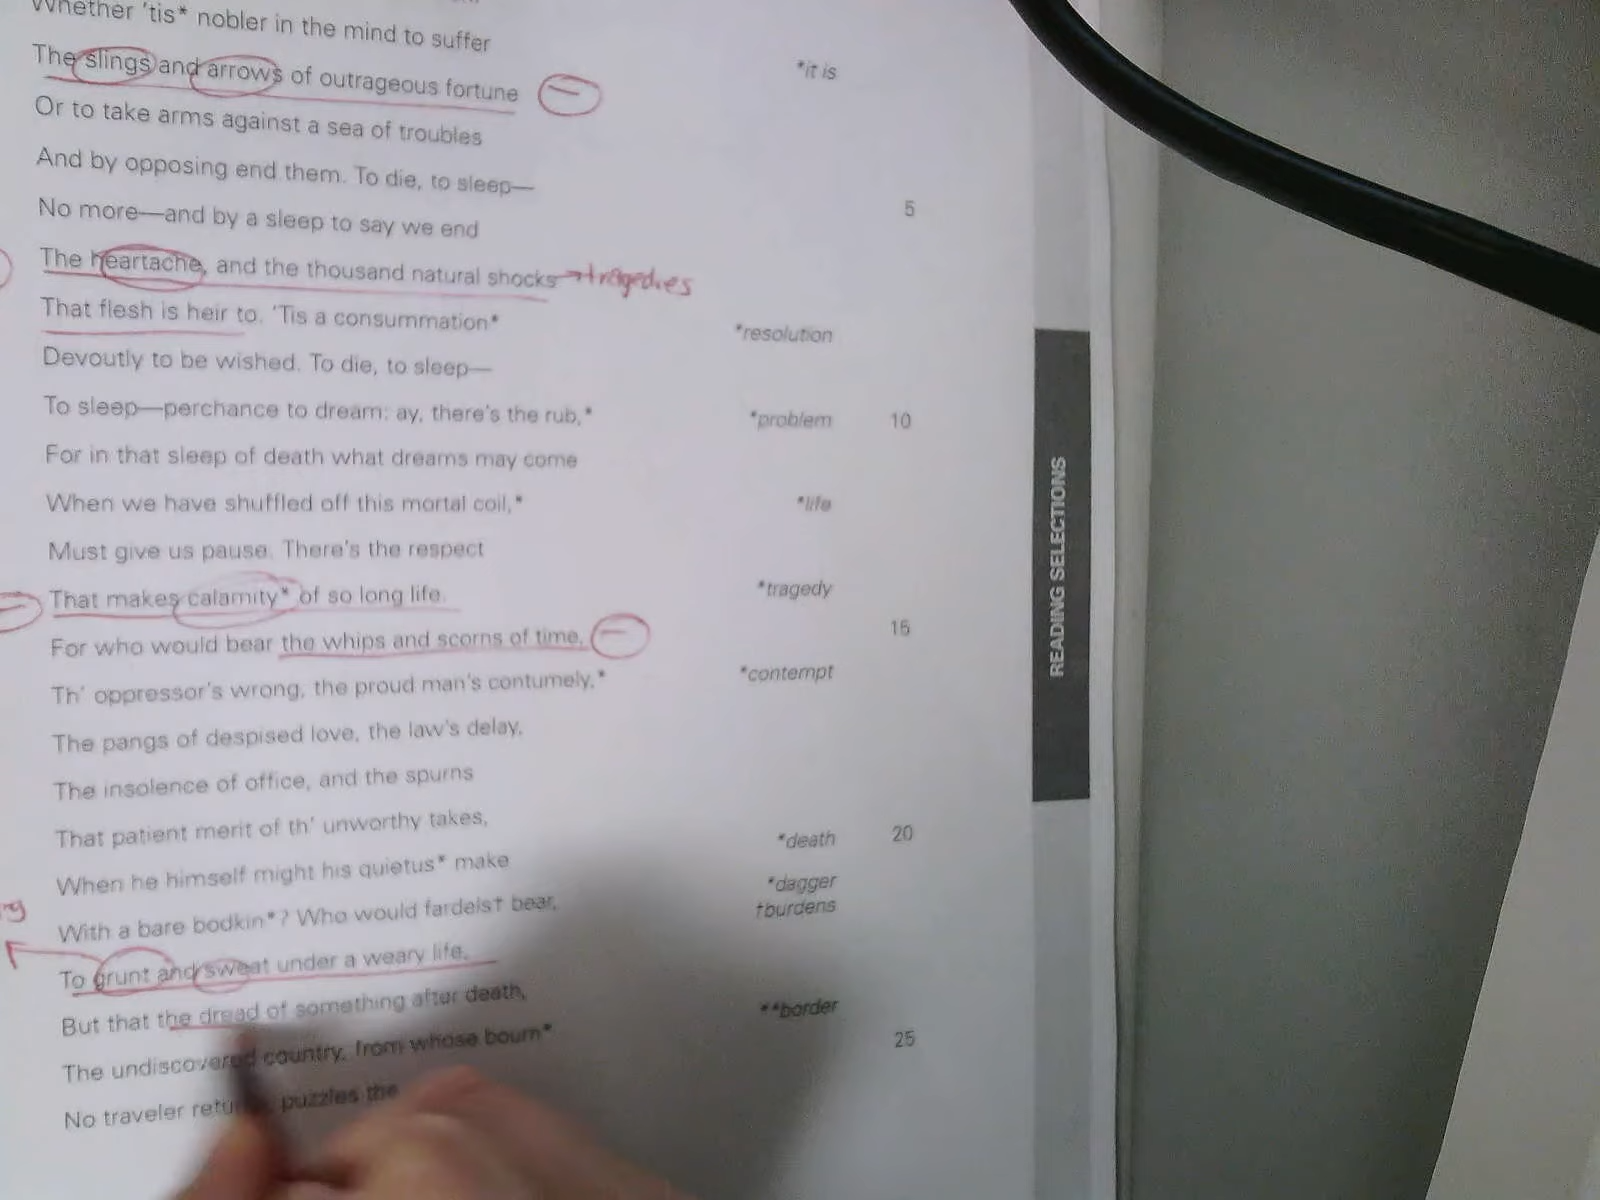 Whether 'tis* nobler in the mind to suffer
*it is
The slings and arrows of outrageous fortune −
Or to take arms against a sea of troubles
And by opposing end them. To die, to sleep—
5
No more—and by a sleep to say we end
The heartache, and the thousand natural shocks → tragedies
That flesh is heir to. 'Tis a consummation*
*resolution
Devoutly to be wished. To die, to sleep—
To sleep—perchance to dream: ay, there's the rub,*
*problem 10
For in that sleep of death what dreams may come
When we have shuffled off this mortal coil,*
*life
Must give us pause. There's the respect
− That makes calamity* of so long life.
*tragedy
For who would bear the whips and scorns of time, −
15
Th' oppressor's wrong, the proud man's contumely,*
*contempt
The pangs of despised love, the law's delay,
The insolence of office, and the spurns
That patient merit of th' unworthy takes,
When he himself might his quietus* make
*death 20
With a bare bodkin*? Who would fardels† bear,
*dagger
†burdens
To grunt and sweat under a weary life,
But that the dread of something after death,
The undiscovered country, from whose bourn*
**border
25
No traveler puzzles the
READING SELECTIONS